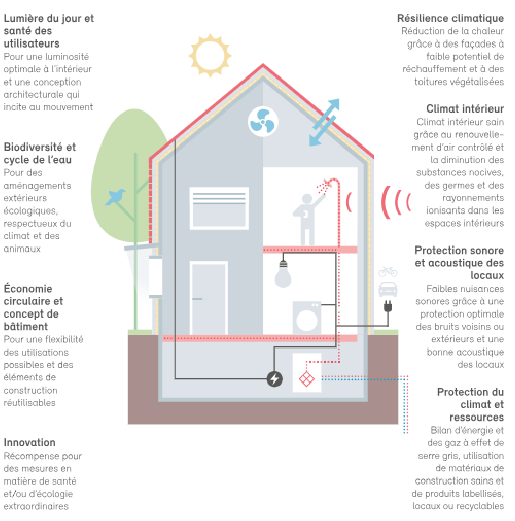 Lumière du jour et
santé des
utilisateurs
Pour une luminosité
optimale à l'intérieur
et une conception
architecturale qui
incite au mouvement
Biodiversité et
cycle de l'eau
Pour des
aménagements
extérieurs
écologiques,
respectueux du
climat et des
animaux
Économie
circulaire et
concept de
bâtiment
Pour une flexibilité
des utilisations
possibles et des
éléments de
construction
réutilisables
Innovation
Récompense pour
des mesures en
matière de santé
et/ou d'écologie
extraordinaires
Résilience climatique
Réduction de la chaleur
grâce à des façades à
faible potentiel de
réchauffement et à des
toitures végétalisées
Climat intérieur
Climat intérieur sain
grâce au renouvelle-
ment d'air contrôlé et
la diminution des
substances nocives,
des germes et des
rayonnements
ionisants dans les
espaces intérieurs
Protection sonore
et acoustique des
locaux
Faibles nuisances
sonores grâce à une
protection optimale
des bruits voisins ou
extérieurs et une
bonne acoustique
des locaux
Protection du
climat et
ressources
Bilan d'énergie et
des gaz à effet de
serre gris, utilisation
de matériaux de
construction sains et
de produits labellisés,
locaux ou recyclables